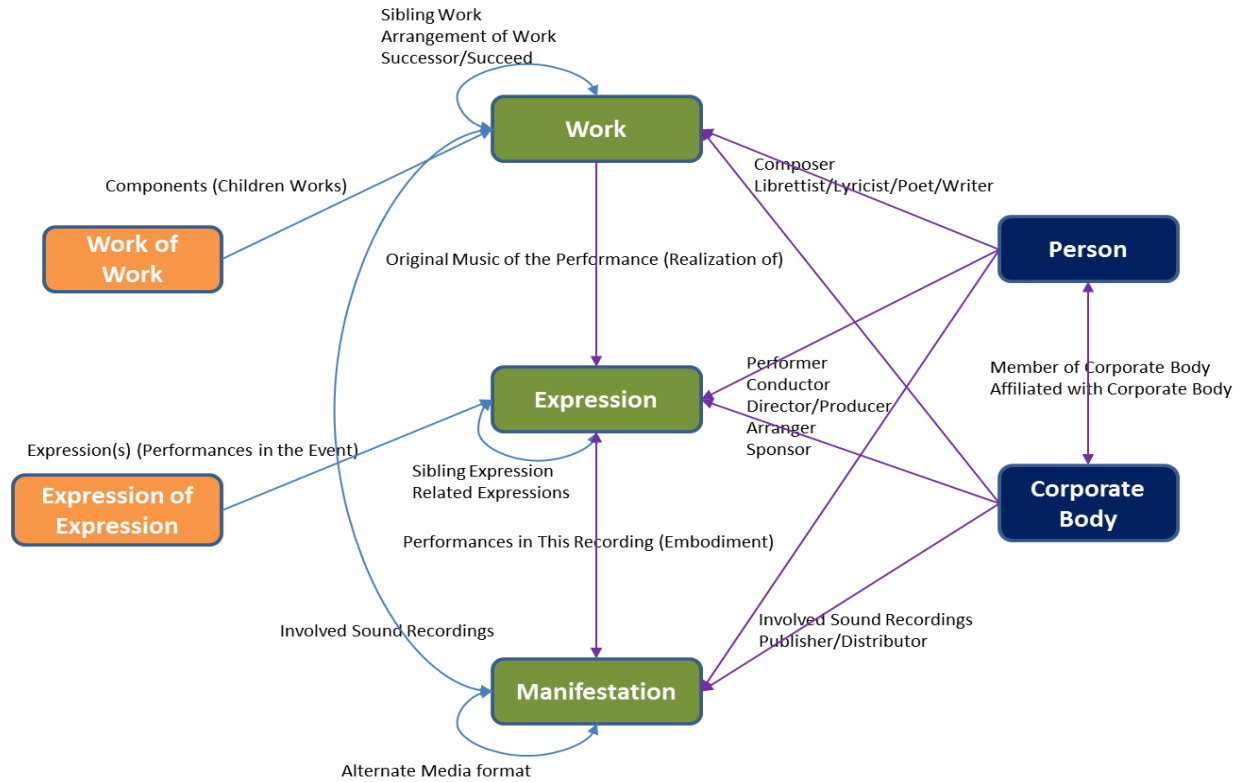 Sibling Work
Arrangement of Work
Successor/Succeed
Work
Composer
Librettist/Lyricist/Poet/Writer
Components (Children Works)
Work of
Work
Person
Original Music of the Performance (Realization of)
Performer
Conductor
Director/Producer
Arranger
Sponsor
Member of Corporate Body
Affiliated with Corporate Body
Expression
Expression(s) (Performances in the Event)
Sibling Expression
Related Expressions
Expression of
Expression
Corporate
Body
Performances in This Recording (Embodiment)
Involved Sound Recordings
Involved Sound Recordings
Publisher/Distributor
Manifestation
Alternate Media format